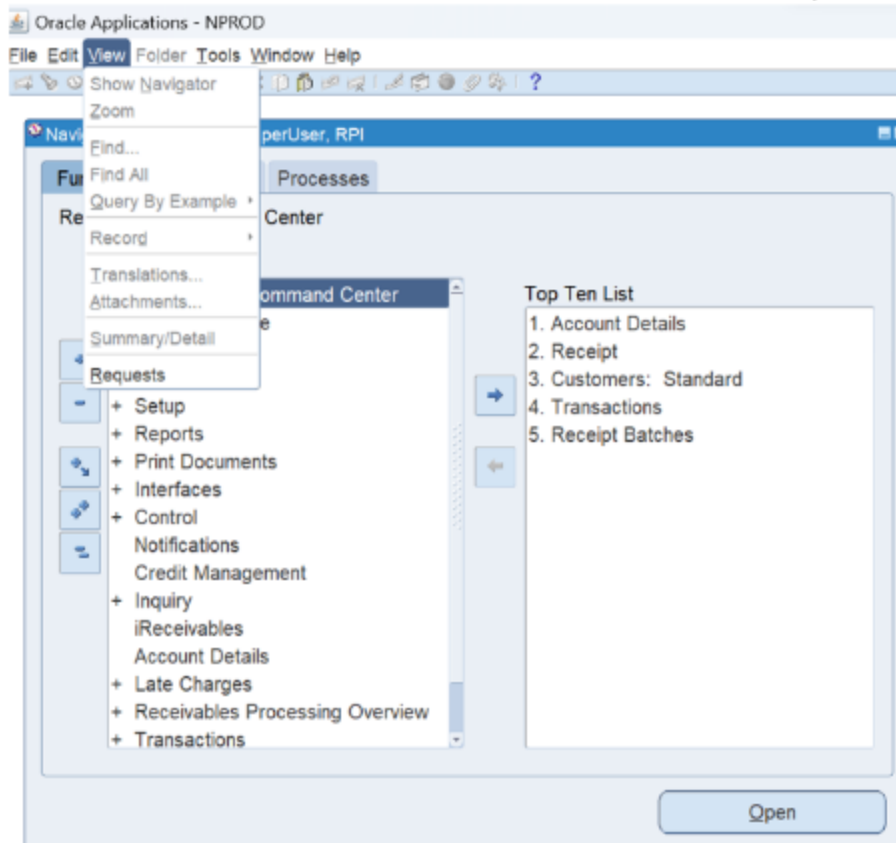 Oracle Applications - NPROD
File Edit View Folder Tools Window Help
Show Navigator
Zoom
Find...
Find All
Query By Example
Record
Translations...
Attachments...
Summary/Detail
Requests
Navi perUser, RPI
Fu Processes
Re Center
ommand Center
e
+ Setup
+ Reports
+ Print Documents
+ Interfaces
+ Control
Notifications
Credit Management
+ Inquiry
iReceivables
Account Details
+ Late Charges
+ Receivables Processing Overview
+ Transactions
Top Ten List
1. Account Details
2. Receipt
3. Customers: Standard
4. Transactions
5. Receipt Batches
Open